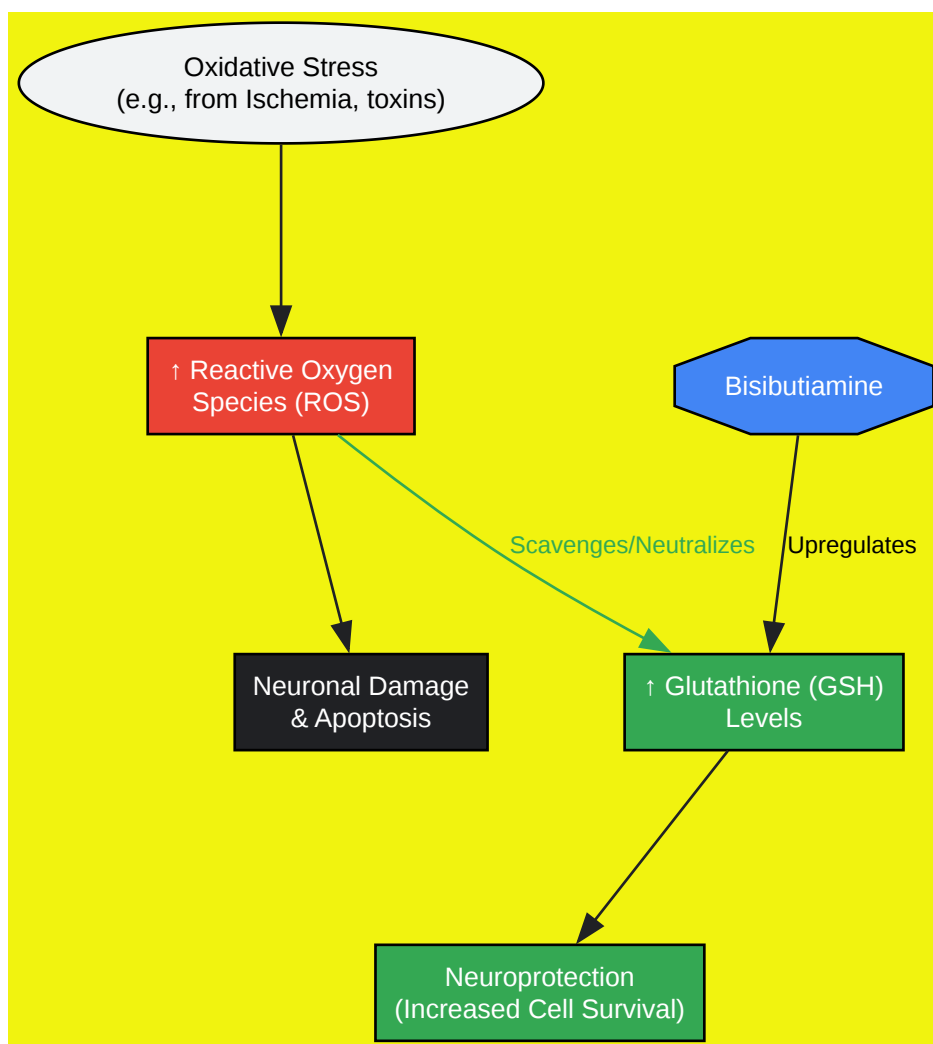 Oxidative Stress
(e.g., from Ischemia, toxins)
↑ Reactive Oxygen
Species (ROS)
Bisibutiamine
Scavenges/Neutralizes
Upregulates
Neuronal Damage
& Apoptosis
↑ Glutathione (GSH)
Levels
Neuroprotection
(Increased Cell Survival)